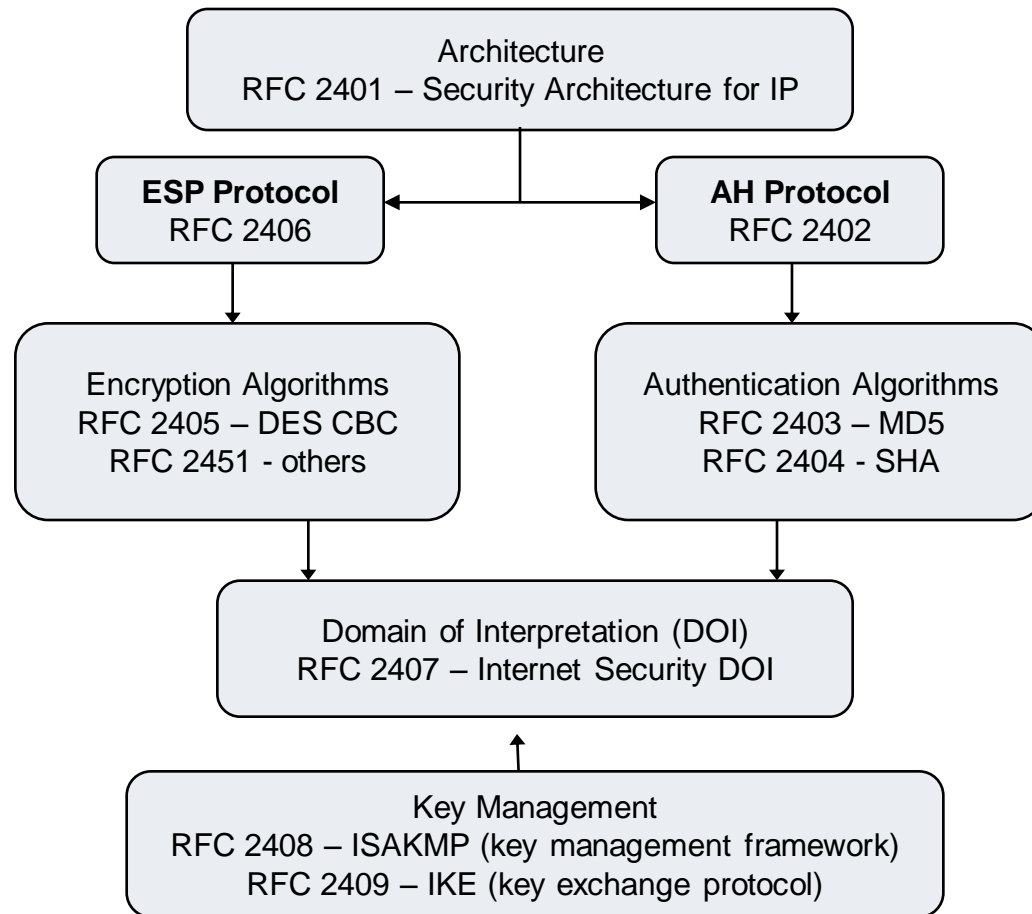 Architecture
RFC 2401 – Security Architecture for IP
ESP Protocol
RFC 2406
AH Protocol
RFC 2402
Encryption Algorithms
RFC 2405 – DES CBC
RFC 2451 - others
Authentication Algorithms
RFC 2403 – MD5
RFC 2404 - SHA
Domain of Interpretation (DOI)
RFC 2407 – Internet Security DOI
Key Management
RFC 2408 – ISAKMP (key management framework)
RFC 2409 – IKE (key exchange protocol)